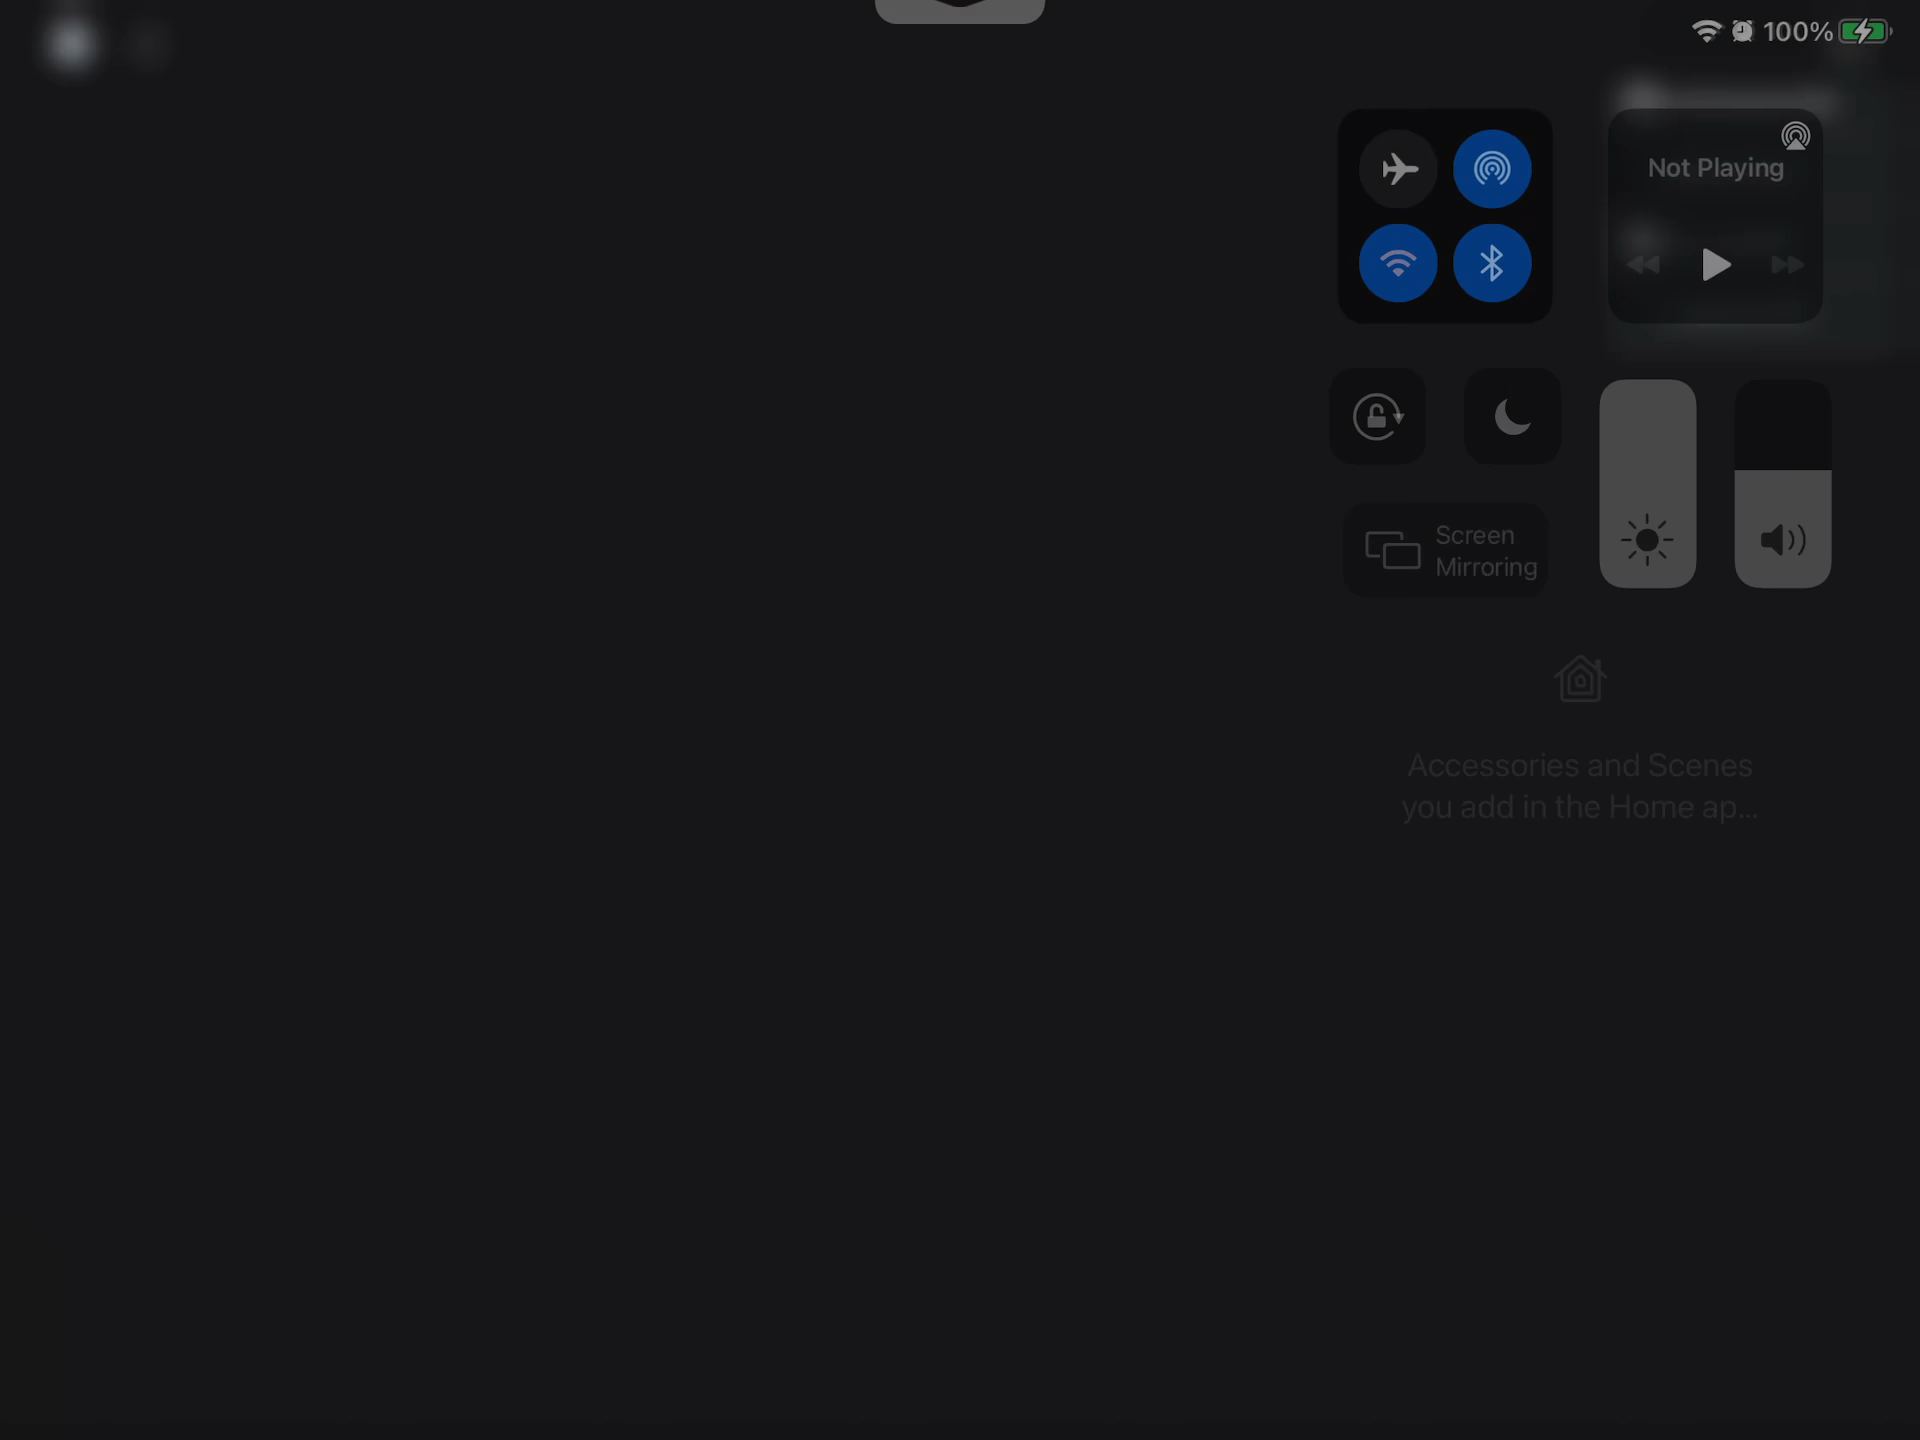 100%
Not Playing
Screen
Mirroring
Accessories and Scenes
you add in the Home ap...